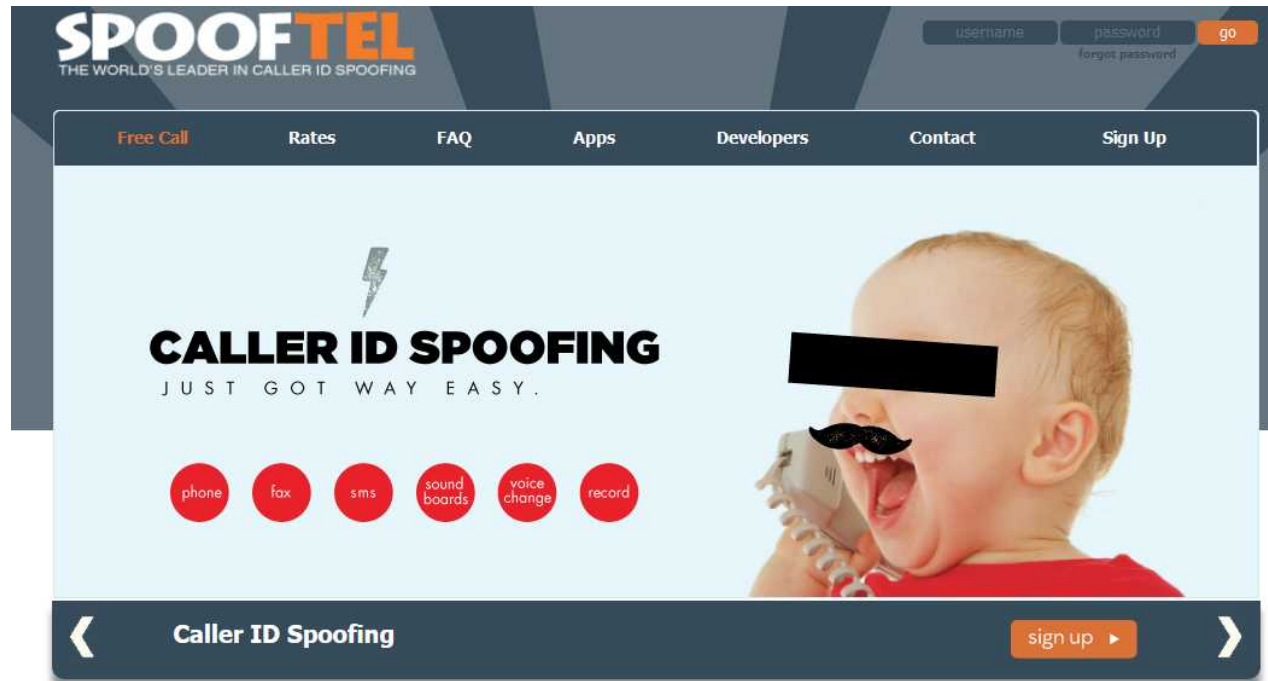 SPOOFTEL
THE WORLD'S LEADER IN CALLER ID SPOOFING
username password go
forgot password
Free Call Rates FAQ Apps Developers Contact Sign Up
CALLER ID SPOOFING
JUST GOT WAY EASY.
phone fax sms sound boards voice change record
Caller ID Spoofing
sign up